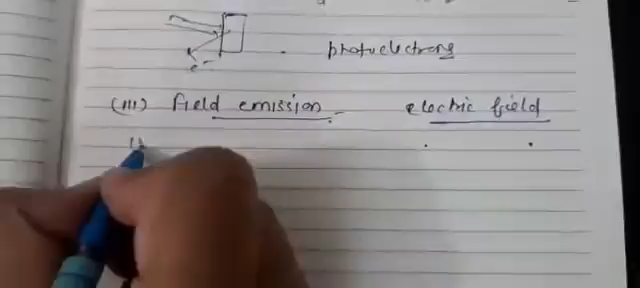 photoelectrons
e⁻
(iii) Field emission electric field